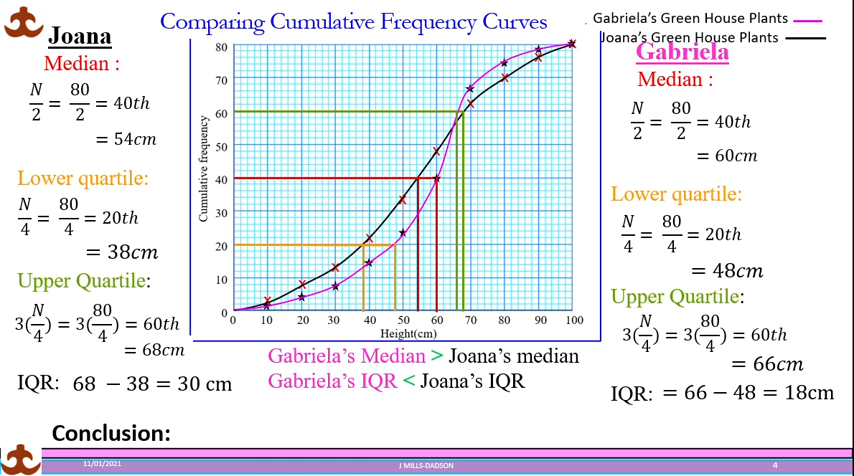 Comparing Cumulative Frequency Curves
Gabriela's Green House Plants
Joana's Green House Plants
Joana
Median :
N/2 = 80/2 = 40th
= 54cm
Lower quartile:
N/4 = 80/4 = 20th
= 38cm
Upper Quartile:
3(N/4) = 3(80/4) = 60th
= 68cm
IQR: 68 − 38 = 30 cm
80
70
60
50
40
30
20
10
0
Cumulative frequency
0 10 20 30 40 50 60 70 80 90 100
Height(cm)
Gabriela's Median > Joana's median
Gabriela's IQR < Joana's IQR
Gabriela
Median :
N/2 = 80/2 = 40th
= 60cm
Lower quartile:
N/4 = 80/4 = 20th
= 48cm
Upper Quartile:
3(N/4) = 3(80/4) = 60th
= 66cm
IQR: = 66 − 48 = 18cm
Conclusion:
11/01/2021
J MILLS-DADSON
4